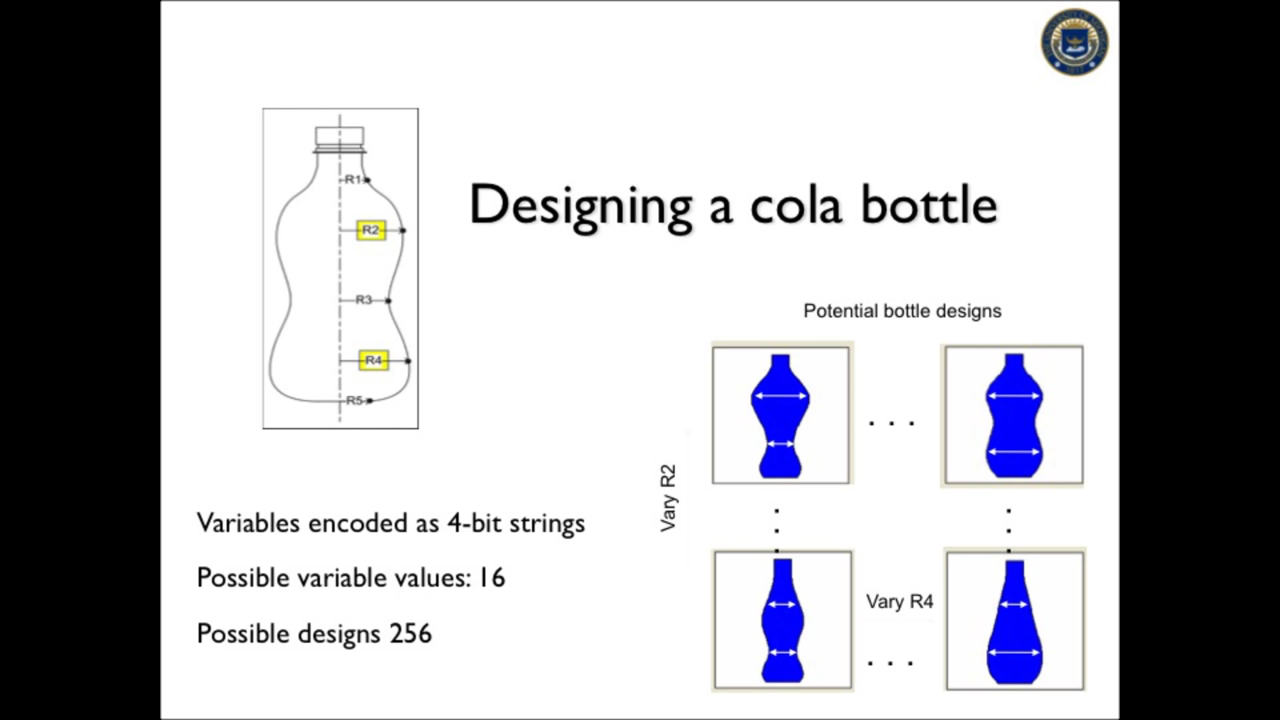 R1
R2
Designing a cola bottle
R3
Potential bottle designs
R4
R5
Vary R2
Variables encoded as 4-bit strings
Possible variable values: 16
Vary R4
Possible designs 256